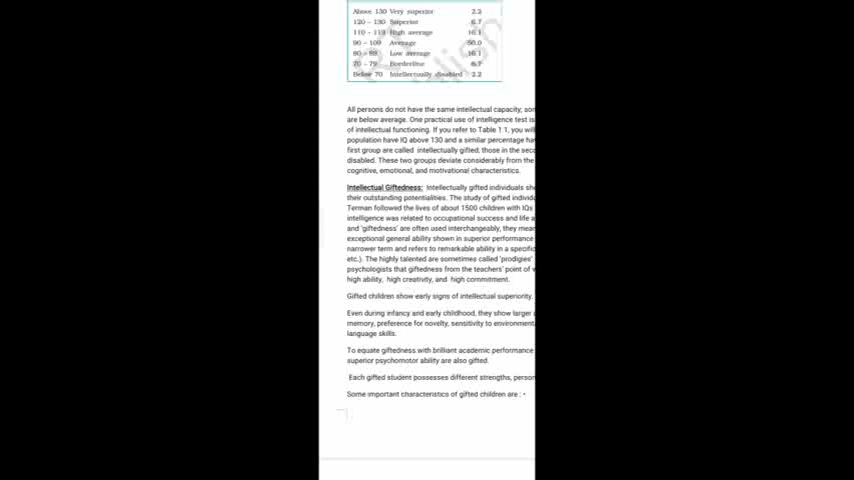 Above 130 Very superior 2.2
120 – 130 Superior 6.7
110 – 119 High average 16.1
90 – 109 Average 50.0
80 – 89 Low average 16.1
70 – 79 Borderline 6.7
Below 70 Intellectually disabled 2.2
All persons do not have the same intellectual capacity; som
are below average. One practical use of intelligence test is
of intellectual functioning. If you refer to Table 1.1, you will
population have IQ above 130 and a similar percentage ha
first group are called intellectually gifted; those in the seco
disabled. These two groups deviate considerably from the
cognitive, emotional, and motivational characteristics.
Intellectual Giftedness: Intellectually gifted individuals sh
their outstanding potentialities. The study of gifted individu
Terman followed the lives of about 1500 children with IQs
intelligence was related to occupational success and life a
and 'giftedness' are often used interchangeably, they mean
exceptional general ability shown in superior performance
narrower term and refers to remarkable ability in a specific
etc.). The highly talented are sometimes called 'prodigies'
psychologists that giftedness from the teachers' point of v
high ability, high creativity, and high commitment.
Gifted children show early signs of intellectual superiority.
Even during infancy and early childhood, they show larger a
memory, preference for novelty, sensitivity to environmenta
language skills.
To equate giftedness with brilliant academic performance
superior psychomotor ability are also gifted.
Each gifted student possesses different strengths, person
Some important characteristics of gifted children are : •